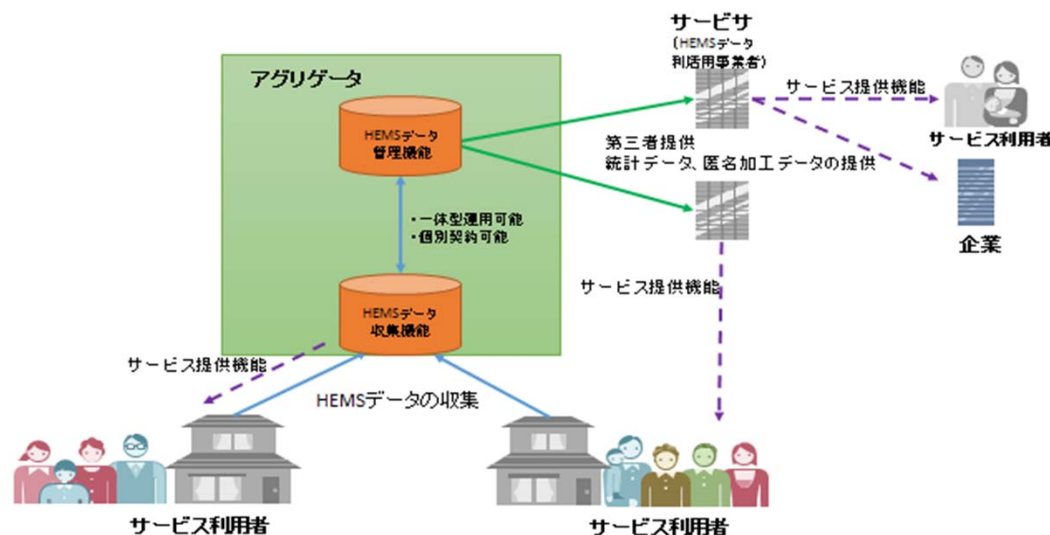 サービサ
(HEMSデータ
利活用事業者)
アグリゲータ
サービス提供機能
HEMSデータ
管理機能
サービス利用者
第三者提供
統計データ、匿名加工データの提供
・一体型運用可能
・個別契約可能
企業
サービス提供機能
HEMSデータ
収集機能
サービス提供機能
HEMSデータの収集
サービス利用者
サービス利用者